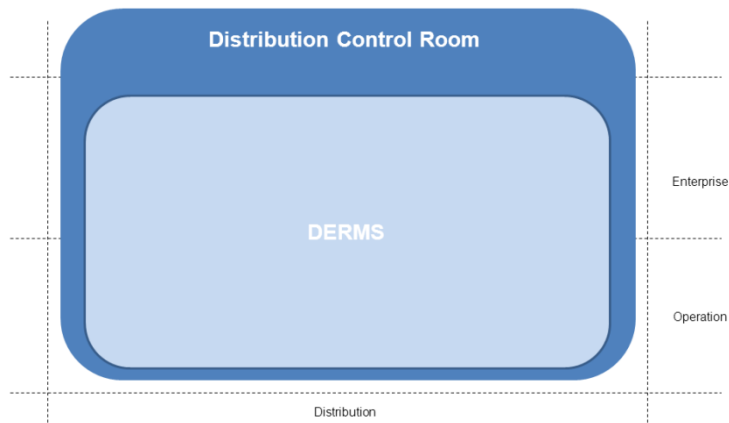 Distribution Control Room
Enterprise
DERMS
Operation
Distribution